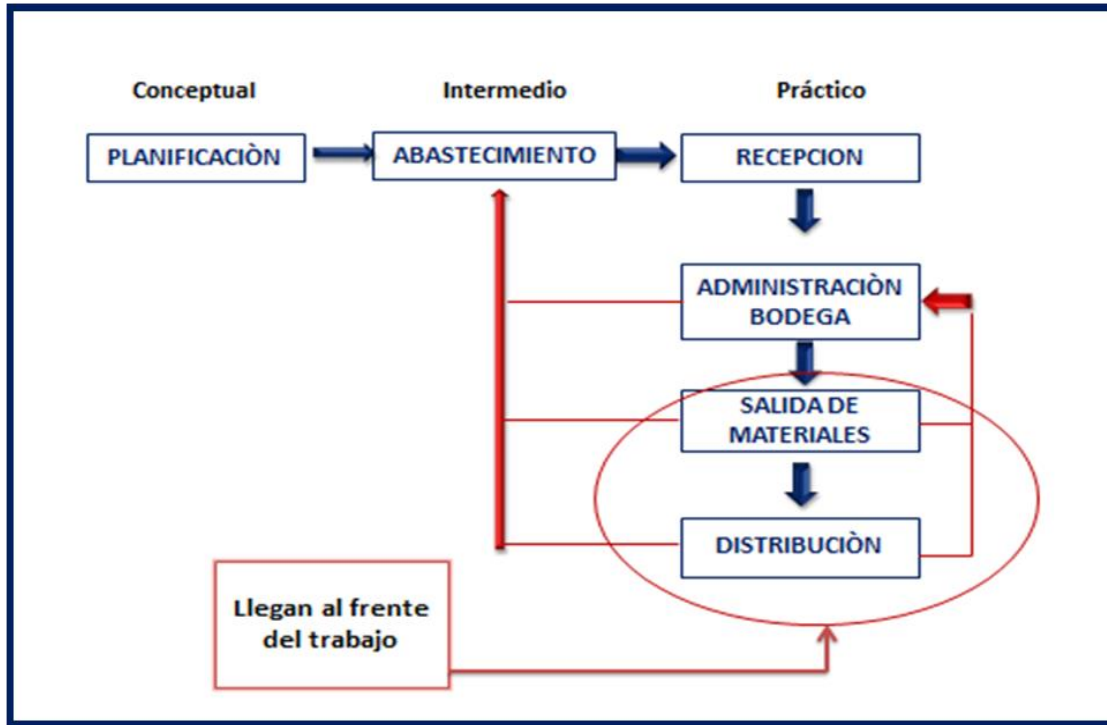 Conceptual
Intermedio
Práctico
PLANIFICACIÒN
ABASTECIMIENTO
RECEPCION
ADMINISTRACIÒN
BODEGA
SALIDA DE
MATERIALES
DISTRIBUCIÒN
Llegan al frente
del trabajo